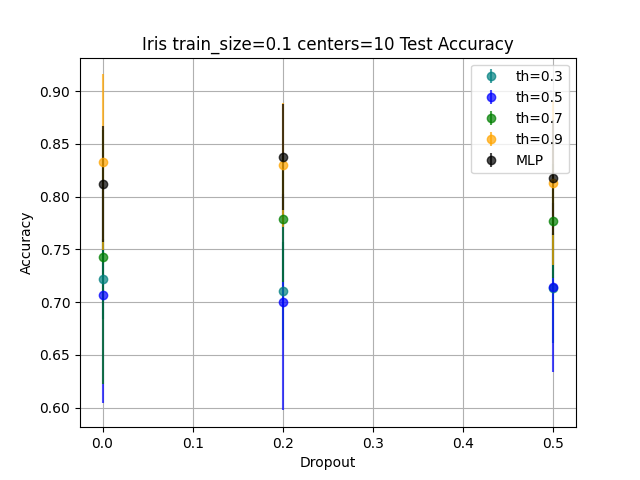 Iris train_size=0.1 centers=10 Test Accuracy
th=0.3
th=0.5
th=0.7
th=0.9
MLP
Accuracy
0.90
0.85
0.80
0.75
0.70
0.65
0.60
0.0 0.1 0.2 0.3 0.4 0.5
Dropout